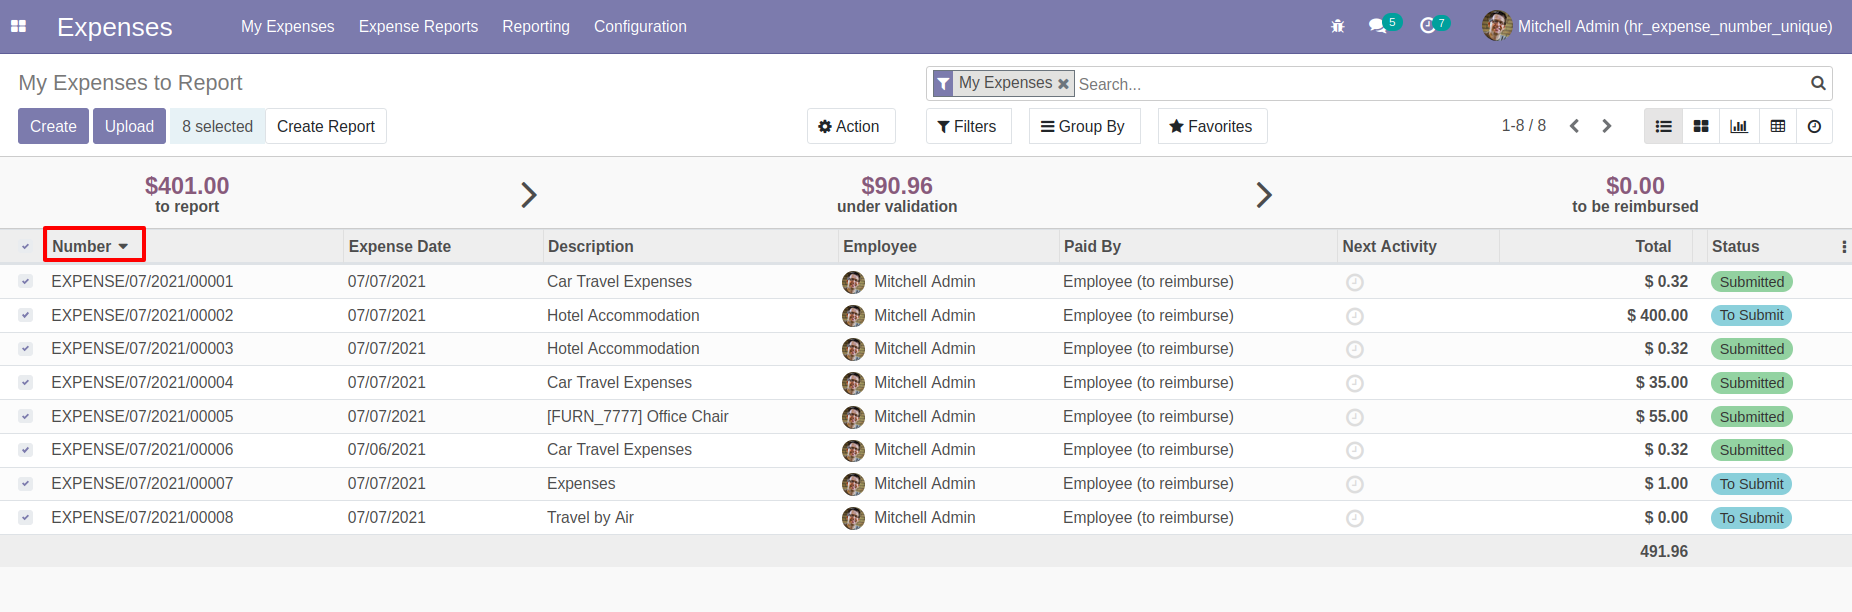 Expenses My Expenses Expense Reports Reporting Configuration 5 7 Mitchell Admin (hr_expense_number_unique)
My Expenses to Report My Expenses Search...
Create Upload 8 selected Create Report Action Filters Group By Favorites 1-8 / 8
$401.00 $90.96 $0.00
to report under validation to be reimbursed
Number Expense Date Description Employee Paid By Next Activity Total Status
EXPENSE/07/2021/00001 07/07/2021 Car Travel Expenses Mitchell Admin Employee (to reimburse) $ 0.32 Submitted
EXPENSE/07/2021/00002 07/07/2021 Hotel Accommodation Mitchell Admin Employee (to reimburse) $ 400.00 To Submit
EXPENSE/07/2021/00003 07/07/2021 Hotel Accommodation Mitchell Admin Employee (to reimburse) $ 0.32 Submitted
EXPENSE/07/2021/00004 07/07/2021 Car Travel Expenses Mitchell Admin Employee (to reimburse) $ 35.00 Submitted
EXPENSE/07/2021/00005 07/07/2021 [FURN_7777] Office Chair Mitchell Admin Employee (to reimburse) $ 55.00 Submitted
EXPENSE/07/2021/00006 07/06/2021 Car Travel Expenses Mitchell Admin Employee (to reimburse) $ 0.32 Submitted
EXPENSE/07/2021/00007 07/07/2021 Expenses Mitchell Admin Employee (to reimburse) $ 1.00 To Submit
EXPENSE/07/2021/00008 07/07/2021 Travel by Air Mitchell Admin Employee (to reimburse) $ 0.00 To Submit
491.96